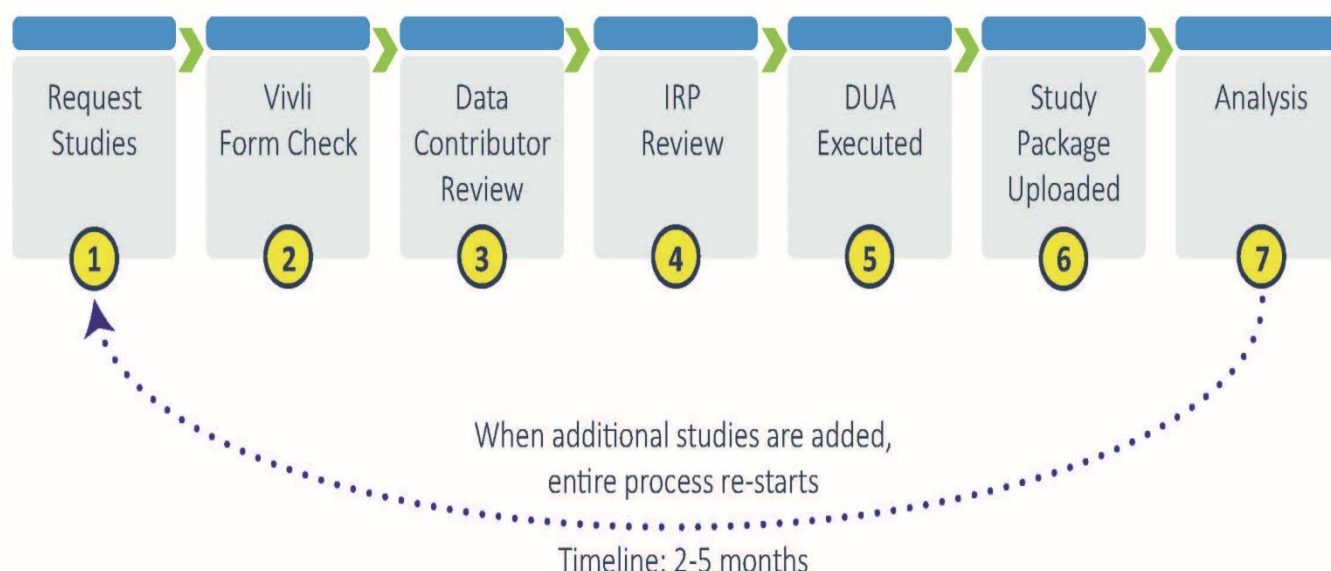 Request
Studies
1
Vivli
Form Check
2
Data
Contributor
Review
3
IRP
Review
4
DUA
Executed
5
Study
Package
Uploaded
6
Analysis
7
When additional studies are added,
entire process re-starts
Timeline: 2-5 months